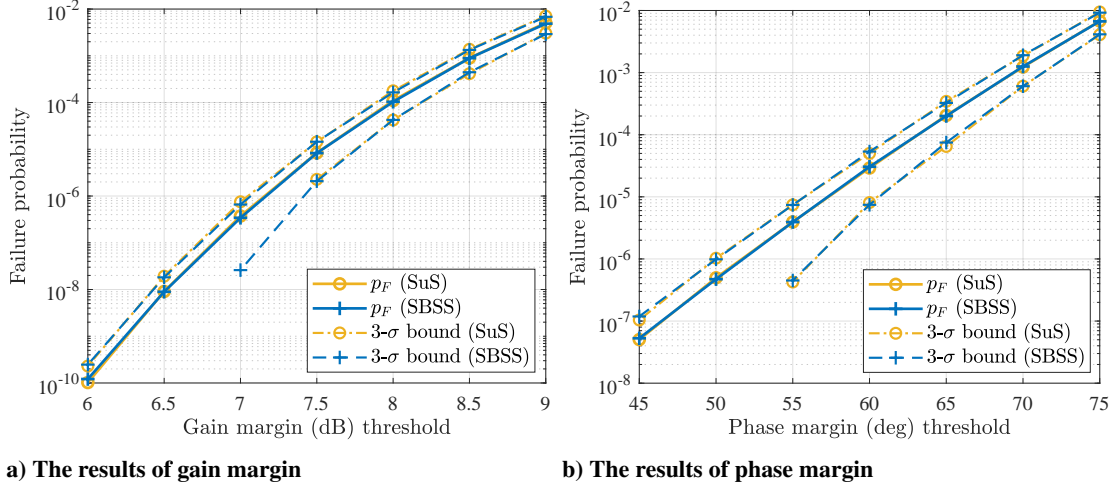 Failure probability
10^-2
10^-4
10^-6
10^-8
10^-10
6 6.5 7 7.5 8 8.5 9
Gain margin (dB) threshold
p_F (SuS)
p_F (SBSS)
3-σ bound (SuS)
3-σ bound (SBSS)
a) The results of gain margin
Failure probability
10^-2
10^-3
10^-4
10^-5
10^-6
10^-7
10^-8
45 50 55 60 65 70 75
Phase margin (deg) threshold
p_F (SuS)
p_F (SBSS)
3-σ bound (SuS)
3-σ bound (SBSS)
b) The results of phase margin